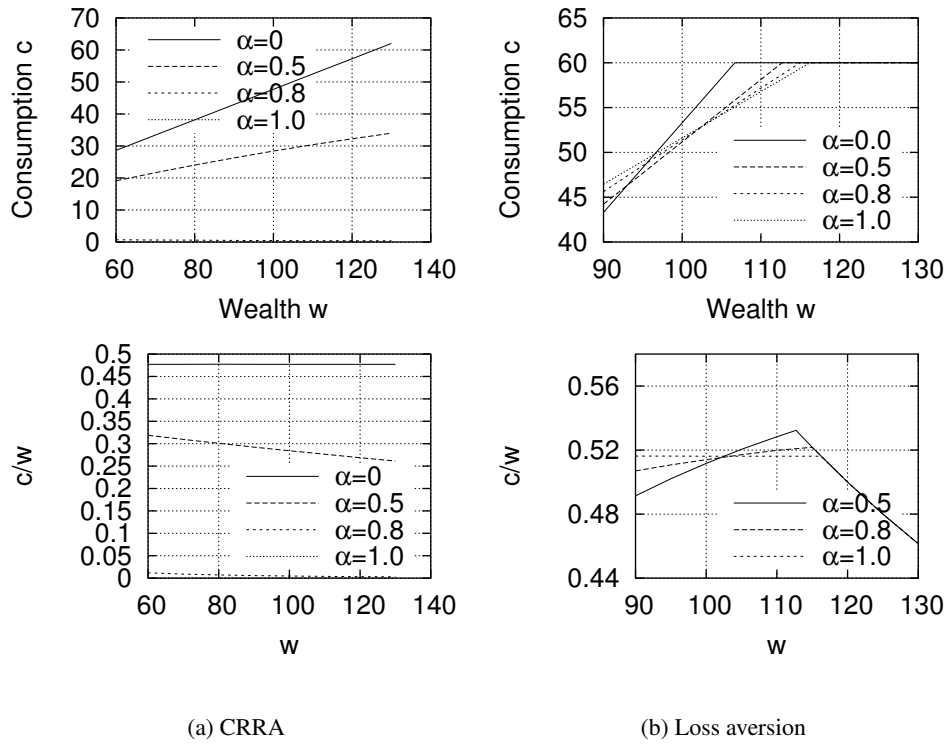 70
60
50
40
30
20
10
0
Consumption c
α=0
α=0.5
α=0.8
α=1.0
60 80 100 120 140
Wealth w
65
60
55
50
45
40
Consumption c
α=0.0
α=0.5
α=0.8
α=1.0
90 100 110 120 130
Wealth w
0.5
0.45
0.4
0.35
0.3
0.25
0.2
0.15
0.1
0.05
0
c/w
α=0
α=0.5
α=0.8
α=1.0
60 80 100 120 140
w
0.56
0.52
0.48
0.44
c/w
α=0.5
α=0.8
α=1.0
90 100 110 120 130
w
(a) CRRA
(b) Loss aversion